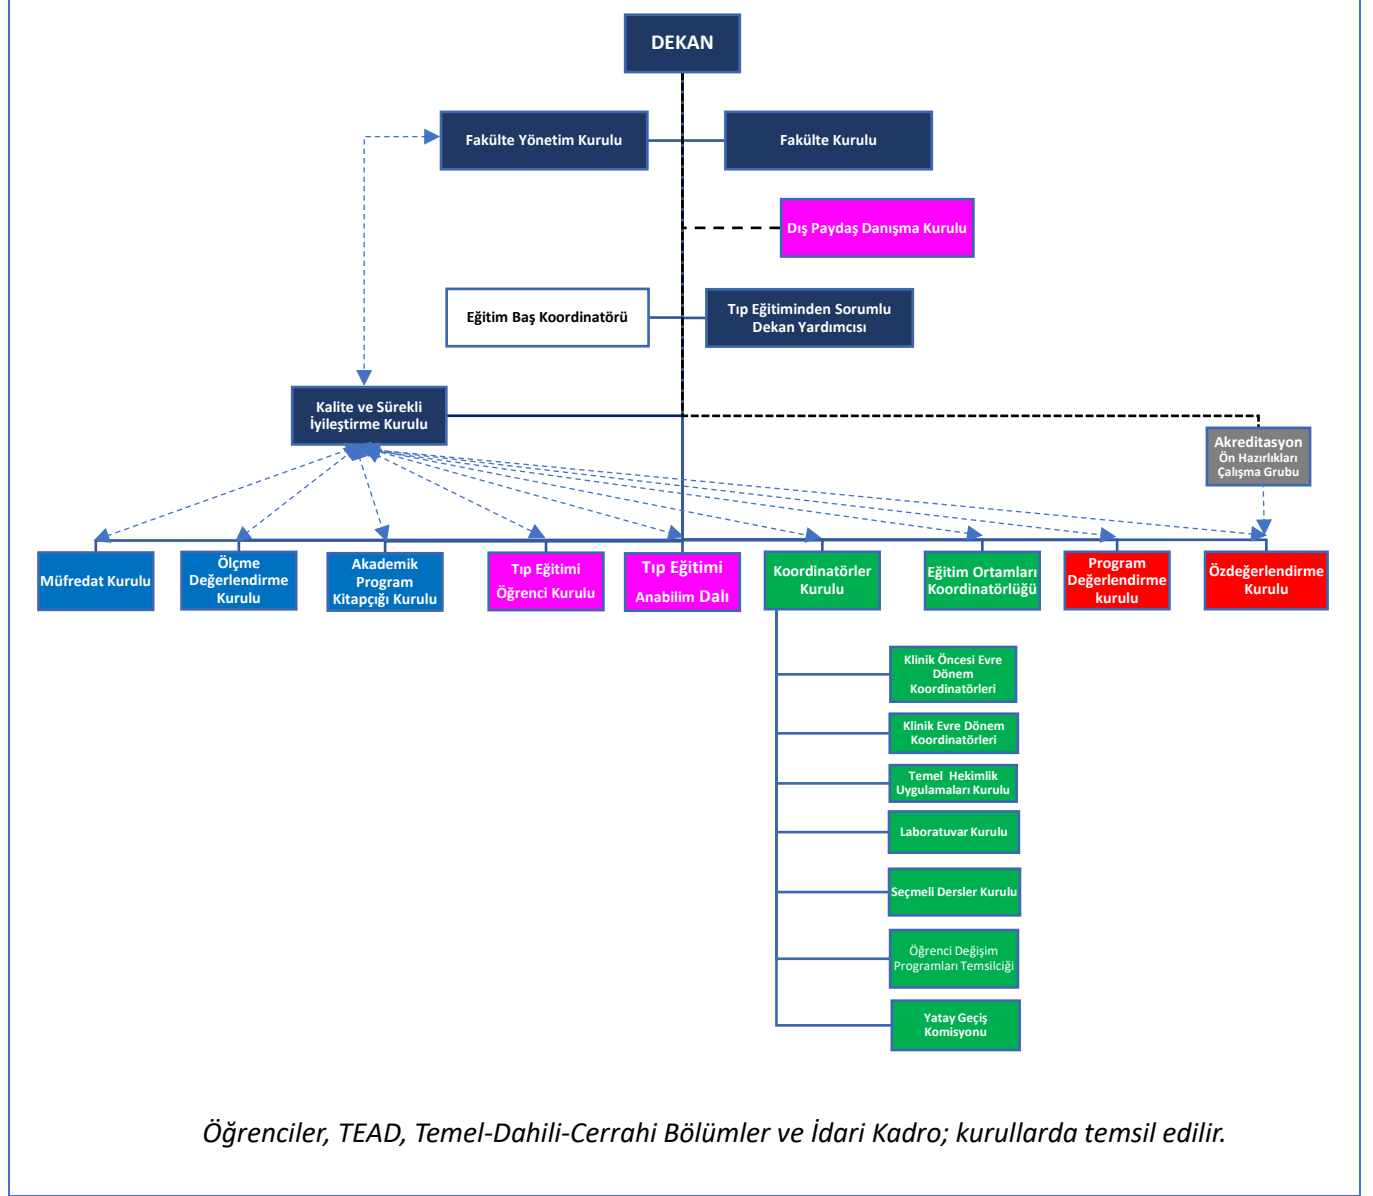 DEKAN
Fakülte Yönetim Kurulu
Fakülte Kurulu
Dış Paydaş Danışma Kurulu
Eğitim Baş Koordinatörü
Tıp Eğitiminden Sorumlu
Dekan Yardımcısı
Kalite ve Sürekli
İyileştirme Kurulu
Akreditasyon
Ön Hazırlıkları
Çalışma Grubu
Müfredat Kurulu
Ölçme
Değerlendirme
Kurulu
Akademik
Program
Kitapçığı Kurulu
Tıp Eğitimi
Öğrenci Kurulu
Tıp Eğitimi
Anabilim Dalı
Koordinatörler
Kurulu
Eğitim Ortamları
Koordinatörlüğü
Program
Değerlendirme
kurulu
Özdeğerlendirme
Kurulu
Klinik Öncesi Evre
Dönem
Koordinatörleri
Klinik Evre Dönem
Koordinatörleri
Temel Hekimlik
Uygulamaları Kurulu
Laboratuvar Kurulu
Seçmeli Dersler Kurulu
Öğrenci Değişim
Programları Temsilciği
Yatay Geçiş
Komisyonu
Öğrenciler, TEAD, Temel-Dahili-Cerrahi Bölümler ve İdari Kadro; kurullarda temsil edilir.